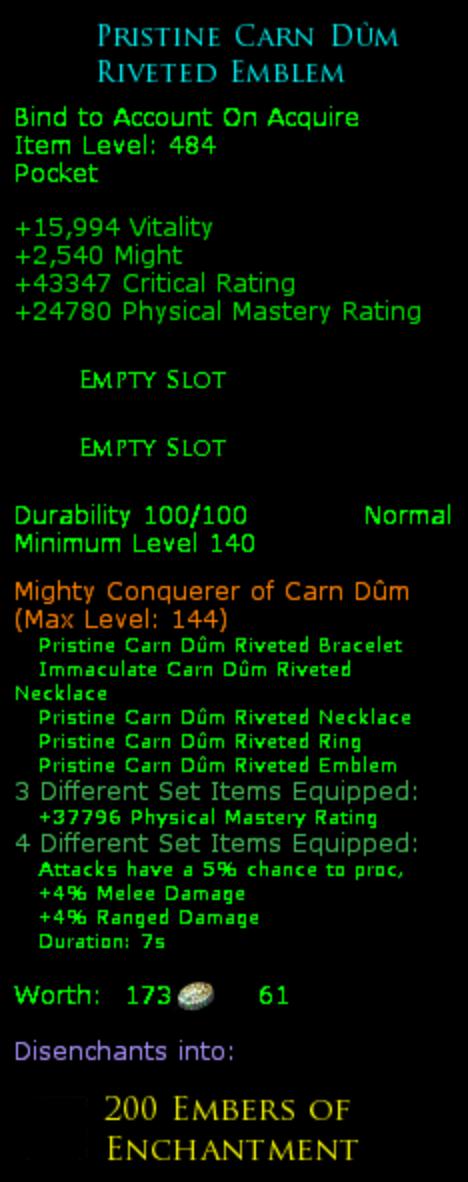 Pristine Carn Dûm
Riveted Emblem
Bind to Account On Acquire
Item Level: 484
Pocket
+15,994 Vitality
+2,540 Might
+43347 Critical Rating
+24780 Physical Mastery Rating
Empty Slot
Empty Slot
Durability 100/100 Normal
Minimum Level 140
Mighty Conquerer of Carn Dûm
(Max Level: 144)
Pristine Carn Dûm Riveted Bracelet
Immaculate Carn Dûm Riveted
Necklace
Pristine Carn Dûm Riveted Necklace
Pristine Carn Dûm Riveted Ring
Pristine Carn Dûm Riveted Emblem
3 Different Set Items Equipped:
+37796 Physical Mastery Rating
4 Different Set Items Equipped:
Attacks have a 5% chance to proc,
+4% Melee Damage
+4% Ranged Damage
Duration: 7s
Worth: 173 61
Disenchants into:
200 Embers of
Enchantment